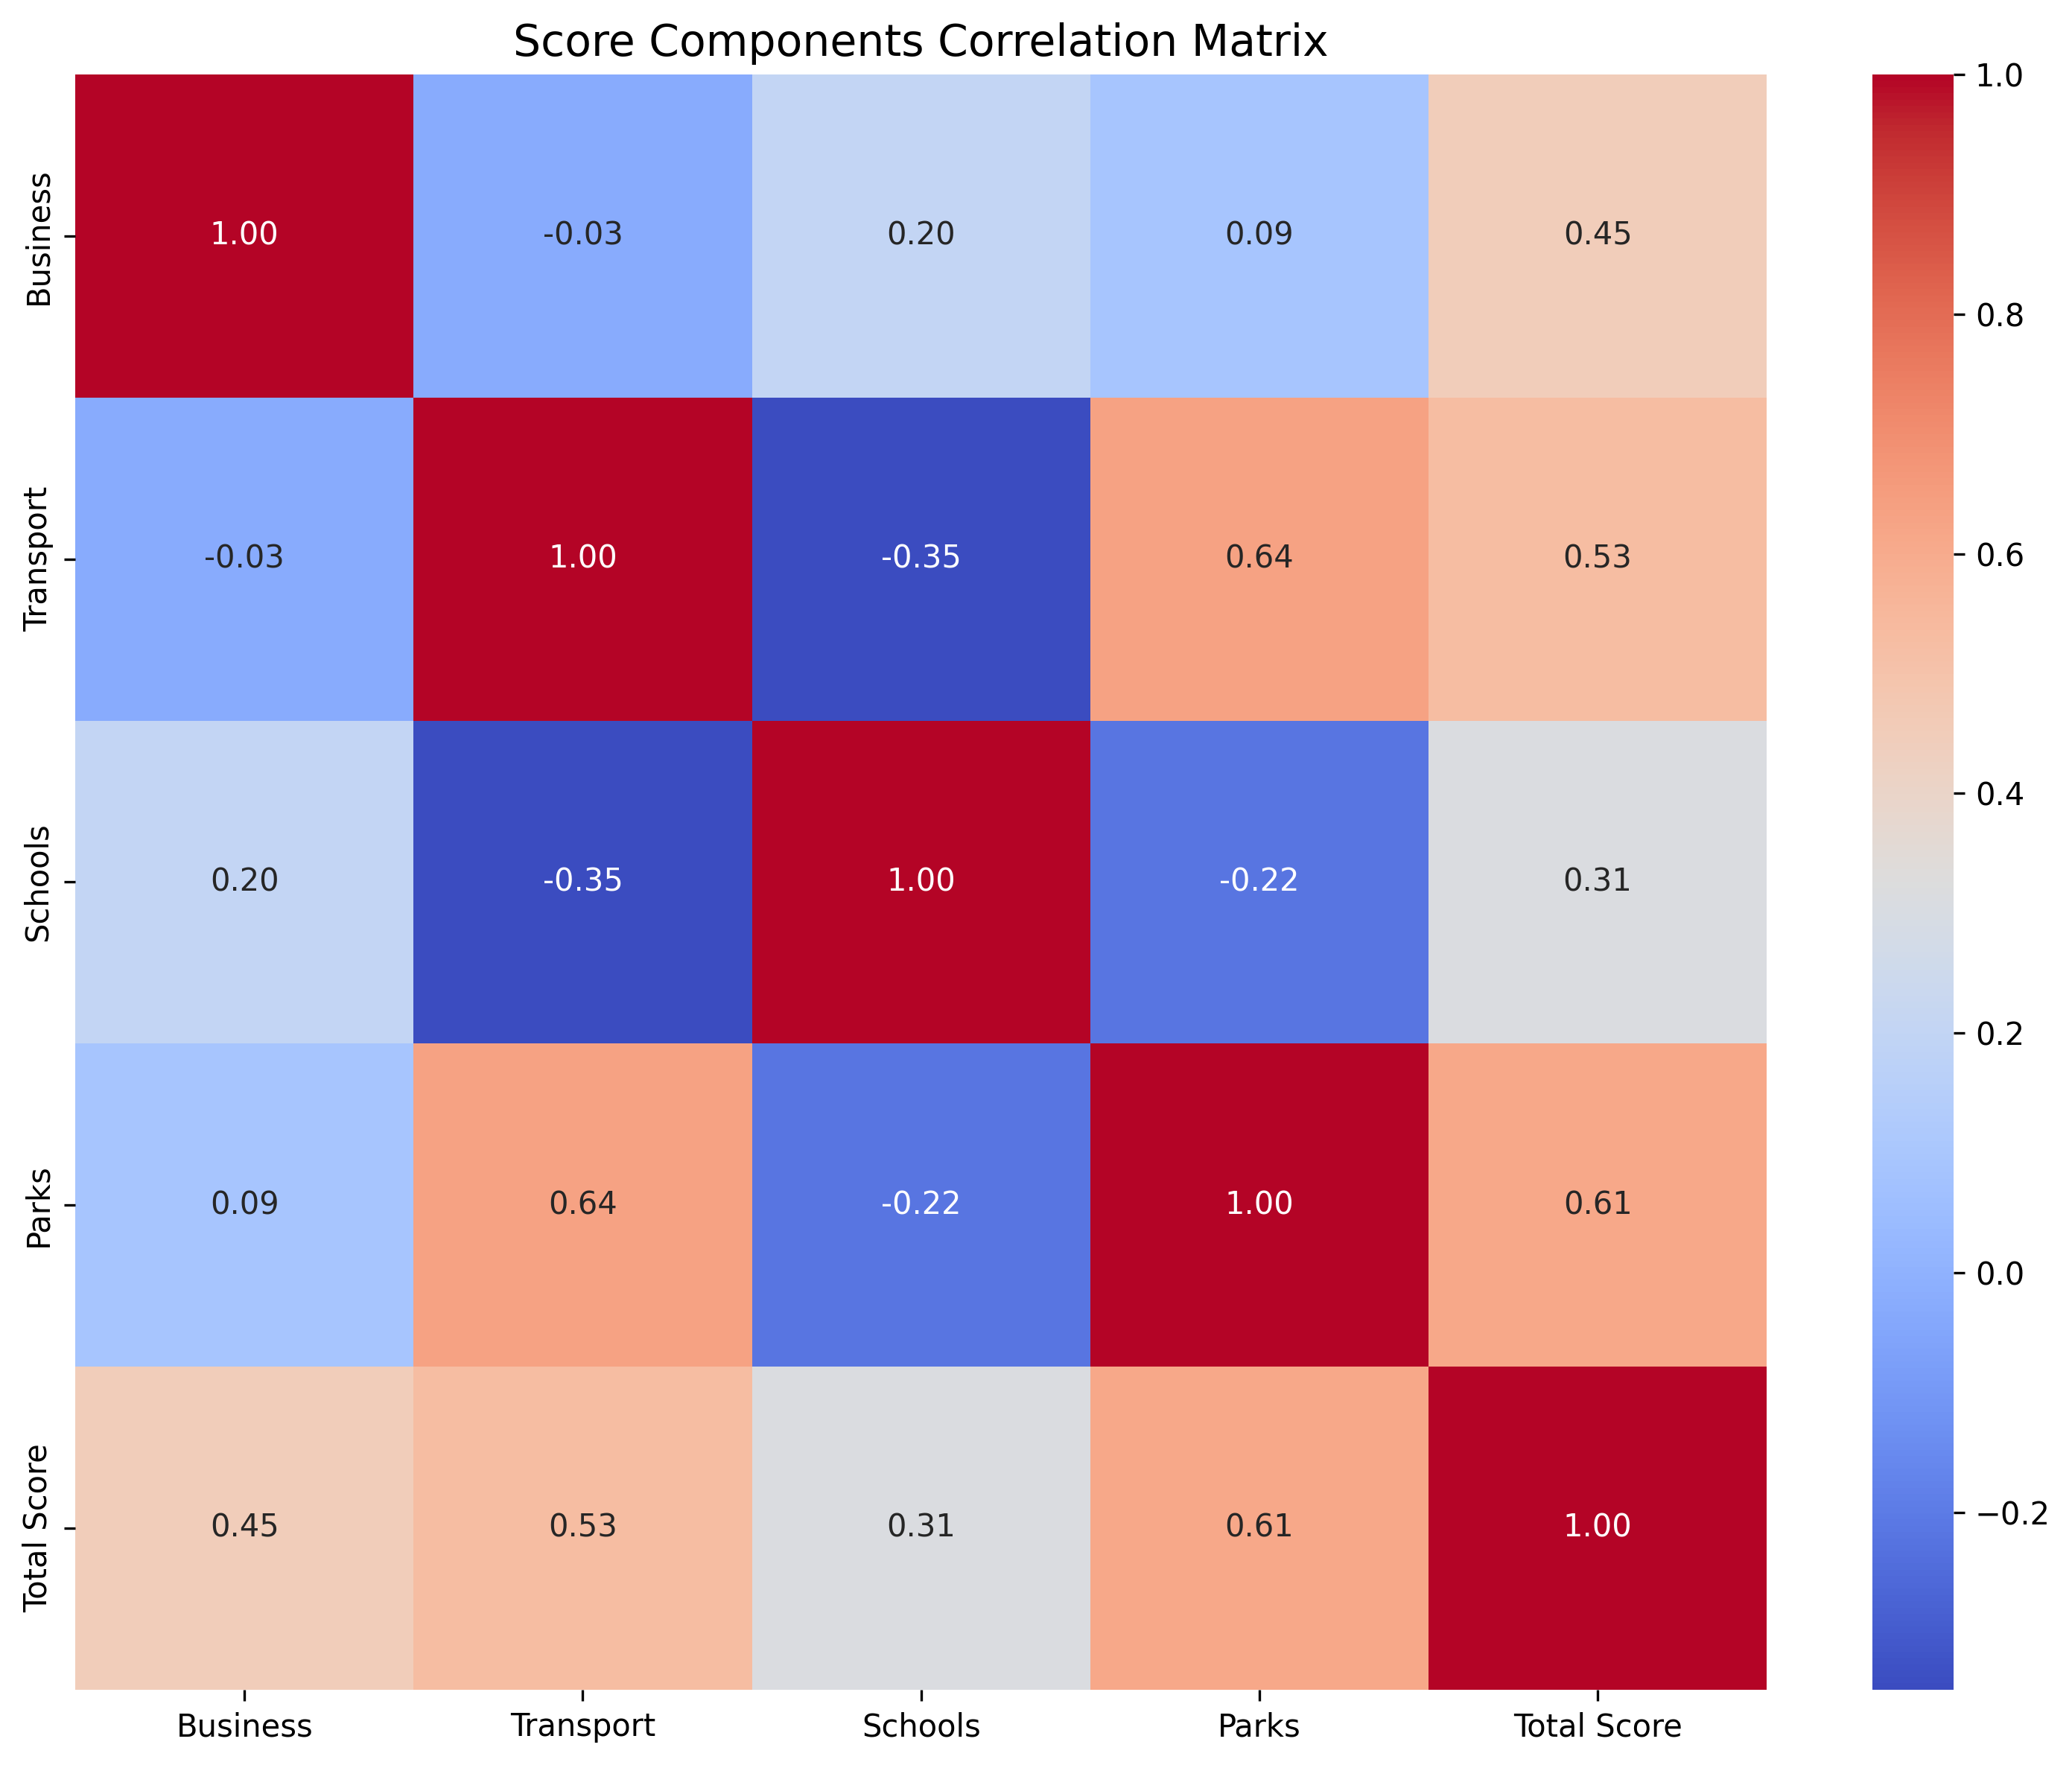 Score Components Correlation Matrix
Business
1.00 -0.03 0.20 0.09 0.45
Transport
-0.03 1.00 -0.35 0.64 0.53
Schools
0.20 -0.35 1.00 -0.22 0.31
Parks
0.09 0.64 -0.22 1.00 0.61
Total Score
0.45 0.53 0.31 0.61 1.00
Business Transport Schools Parks Total Score
1.0
0.8
0.6
0.4
0.2
0.0
−0.2